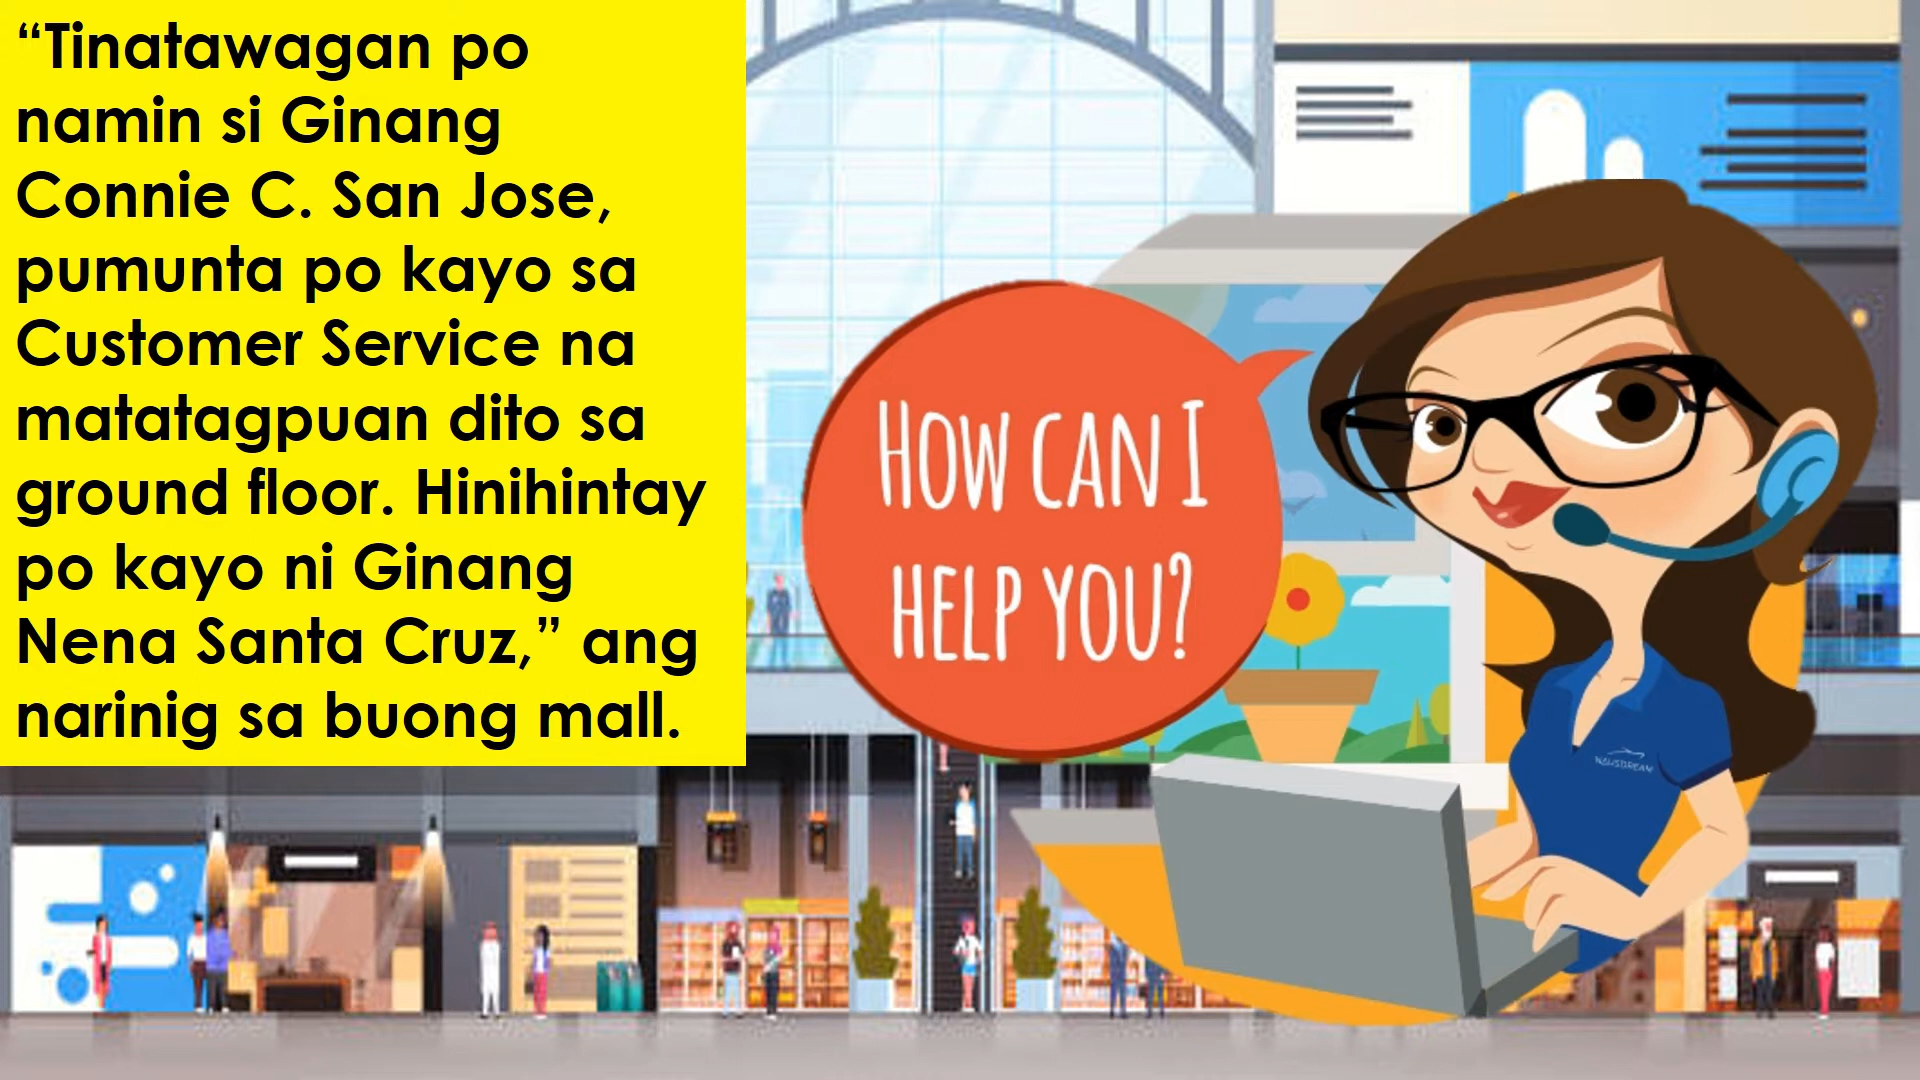 “Tinatawagan po
namin si Ginang
Connie C. San Jose,
pumunta po kayo sa
Customer Service na
matatagpuan dito sa
ground floor. Hinihintay
po kayo ni Ginang
Nena Santa Cruz,” ang
narinig sa buong mall.
HOW CAN I
HELP YOU?